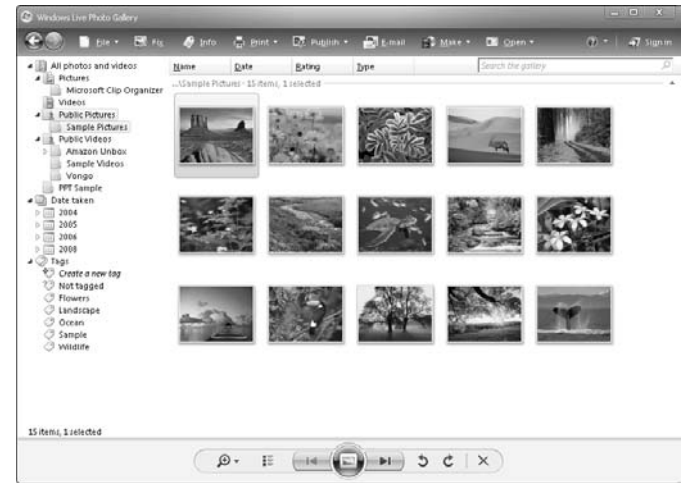 Windows Live Photo Gallery
File Fix Info Print Publish E-mail Make Open Sign in
All photos and videos
Pictures
Microsoft Clip Organizer
Videos
Public Pictures
Sample Pictures
Public Videos
Amazon Unbox
Sample Videos
Vongo
PPT Sample
Date taken
2004
2005
2006
2008
Tags
Create a new tag
Not tagged
Flowers
Landscape
Ocean
Sample
Wildlife
Name Date Rating Type Search the gallery
...\Sample Pictures - 15 items, 1 selected
15 items, 1 selected